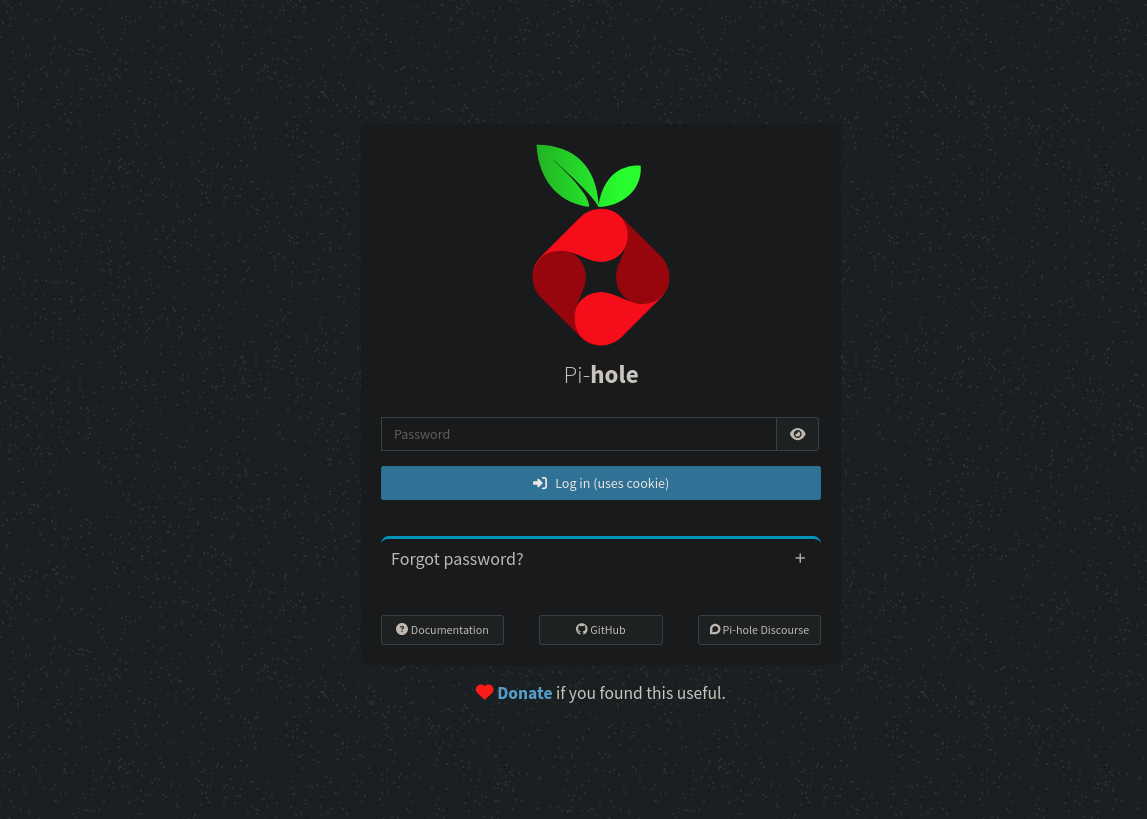 Pi-hole
Password
Log in (uses cookie)
Forgot password?
Documentation
GitHub
Pi-hole Discourse
Donate if you found this useful.